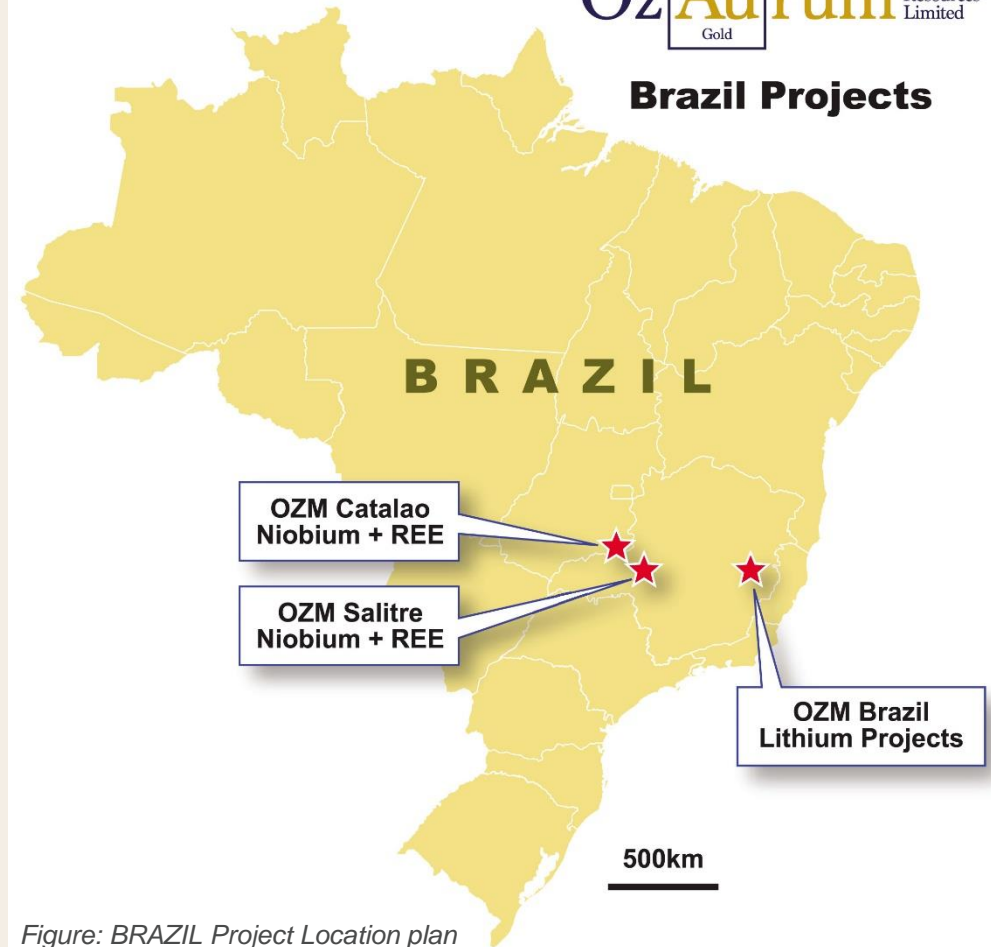 OzAurum
Limited
Gold
Brazil Projects
BRAZIL
OZM Catalao
Niobium + REE
OZM Salitre
Niobium + REE
OZM Brazil
Lithium Projects
500km
Figure: BRAZIL Project Location plan